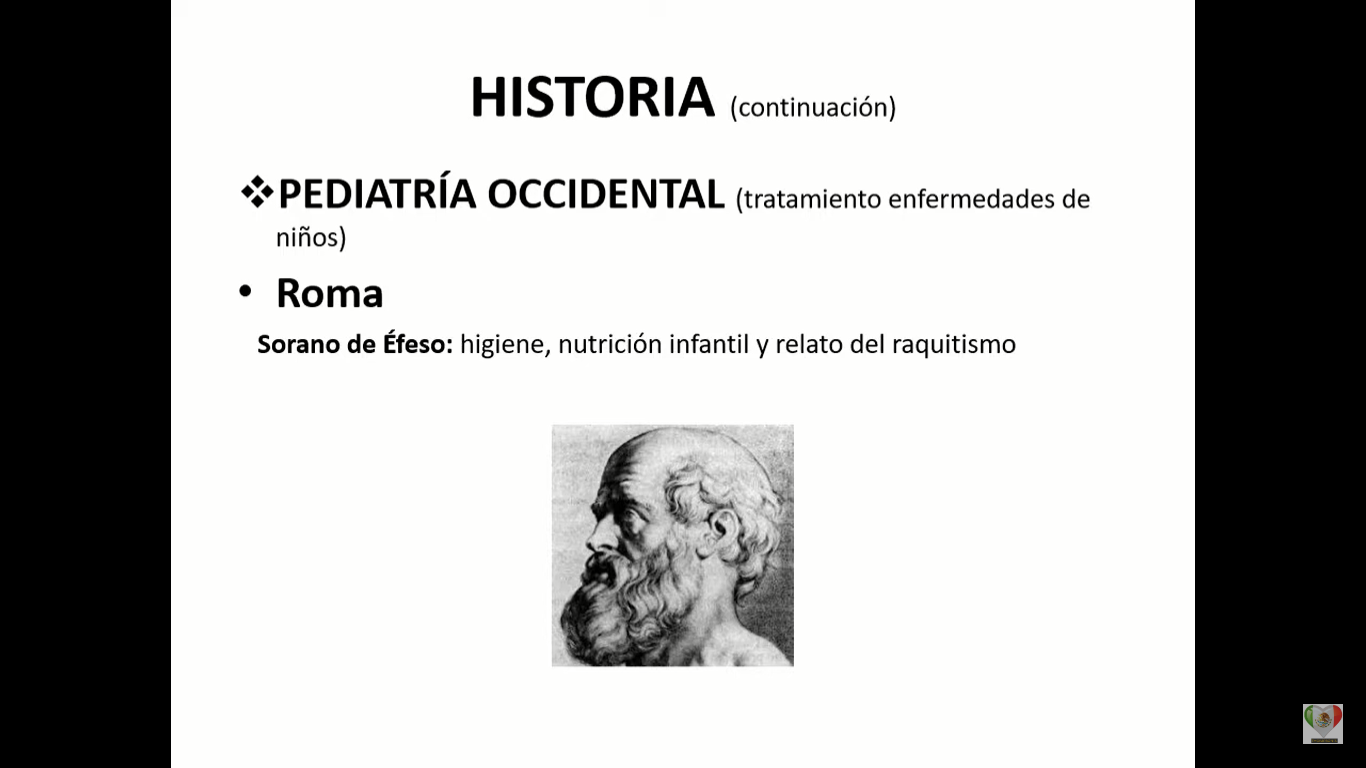 HISTORIA (continuación)
❖PEDIATRÍA OCCIDENTAL (tratamiento enfermedades de
niños)
• Roma
Sorano de Éfeso: higiene, nutrición infantil y relato del raquitismo